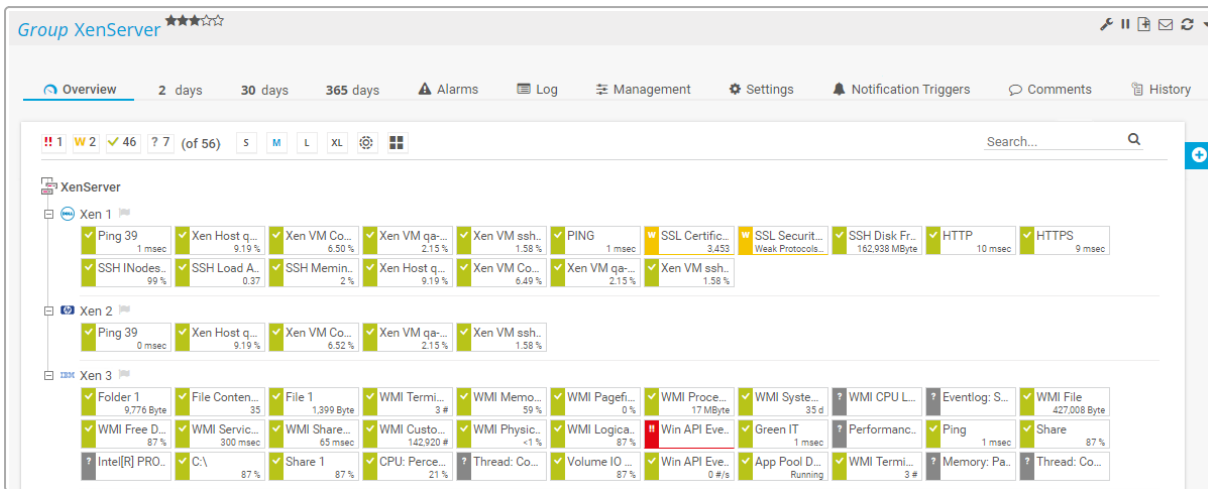 Group XenServer
Overview 2 days 30 days 365 days Alarms Log Management Settings Notification Triggers Comments History
!! 1 W 2 46 ? 7 (of 56) S M L XL Search...
XenServer
DELL Xen 1
Ping 39 Xen Host q... Xen VM Co... Xen VM qa-... Xen VM ssh.. PING W SSL Certific... W SSL Securit... SSH Disk Fr... HTTP HTTPS
1 msec 9.19 % 6.50 % 2.15 % 1.58 % 1 msec 3,453 Weak Protocols... 162,938 MByte 10 msec 9 msec
SSH INodes.. SSH Load A.. SSH Memin.. Xen Host q... Xen VM Co... Xen VM qa-... Xen VM ssh..
99 % 0.37 2 % 9.19 % 6.49 % 2.15 % 1.58 %
hp Xen 2
Ping 39 Xen Host q... Xen VM Co... Xen VM qa-... Xen VM ssh..
0 msec 9.19 % 6.52 % 2.15 % 1.58 %
IBM Xen 3
Folder 1 File Conten... File 1 WMI Termi... WMI Memo... WMI Pagefi... WMI Proce... WMI Syste... ? WMI CPU L... ? Eventlog: S... WMI File
9,776 Byte 35 1,399 Byte 3 # 59 % 0 % 17 MByte 35 d 427,008 Byte
WMI Free D... WMI Servic... WMI Share... WMI Custo... WMI Physic... WMI Logica... !! Win API Eve.. Green IT ? Performanc.. Ping Share
87 % 300 msec 65 msec 142,920 # <1 % 87 % 1 msec 1 msec 87 %
? Intel[R] PRO.. C:\ Share 1 CPU: Perce... ? Thread: Co... Volume IO ... Win API Eve.. App Pool D... WMI Termi... ? Memory: Pa.. ? Thread: Co...
87 % 87 % 21 % 87 % 0 #/s Running 3 #